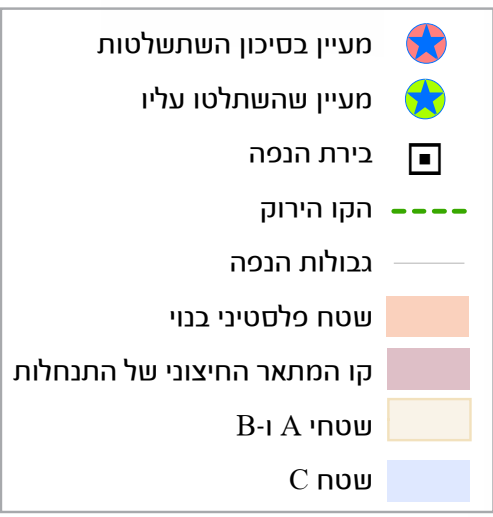 מעיין בסיכון השתשלטות
מעיין שהשתלטו עליו
בירת הנפה
הקו הירוק
גבולות הנפה
שטח פלסטיני בנוי
קו המתאר החיצוני של התנחלות
שטחי A ו-B
שטח C